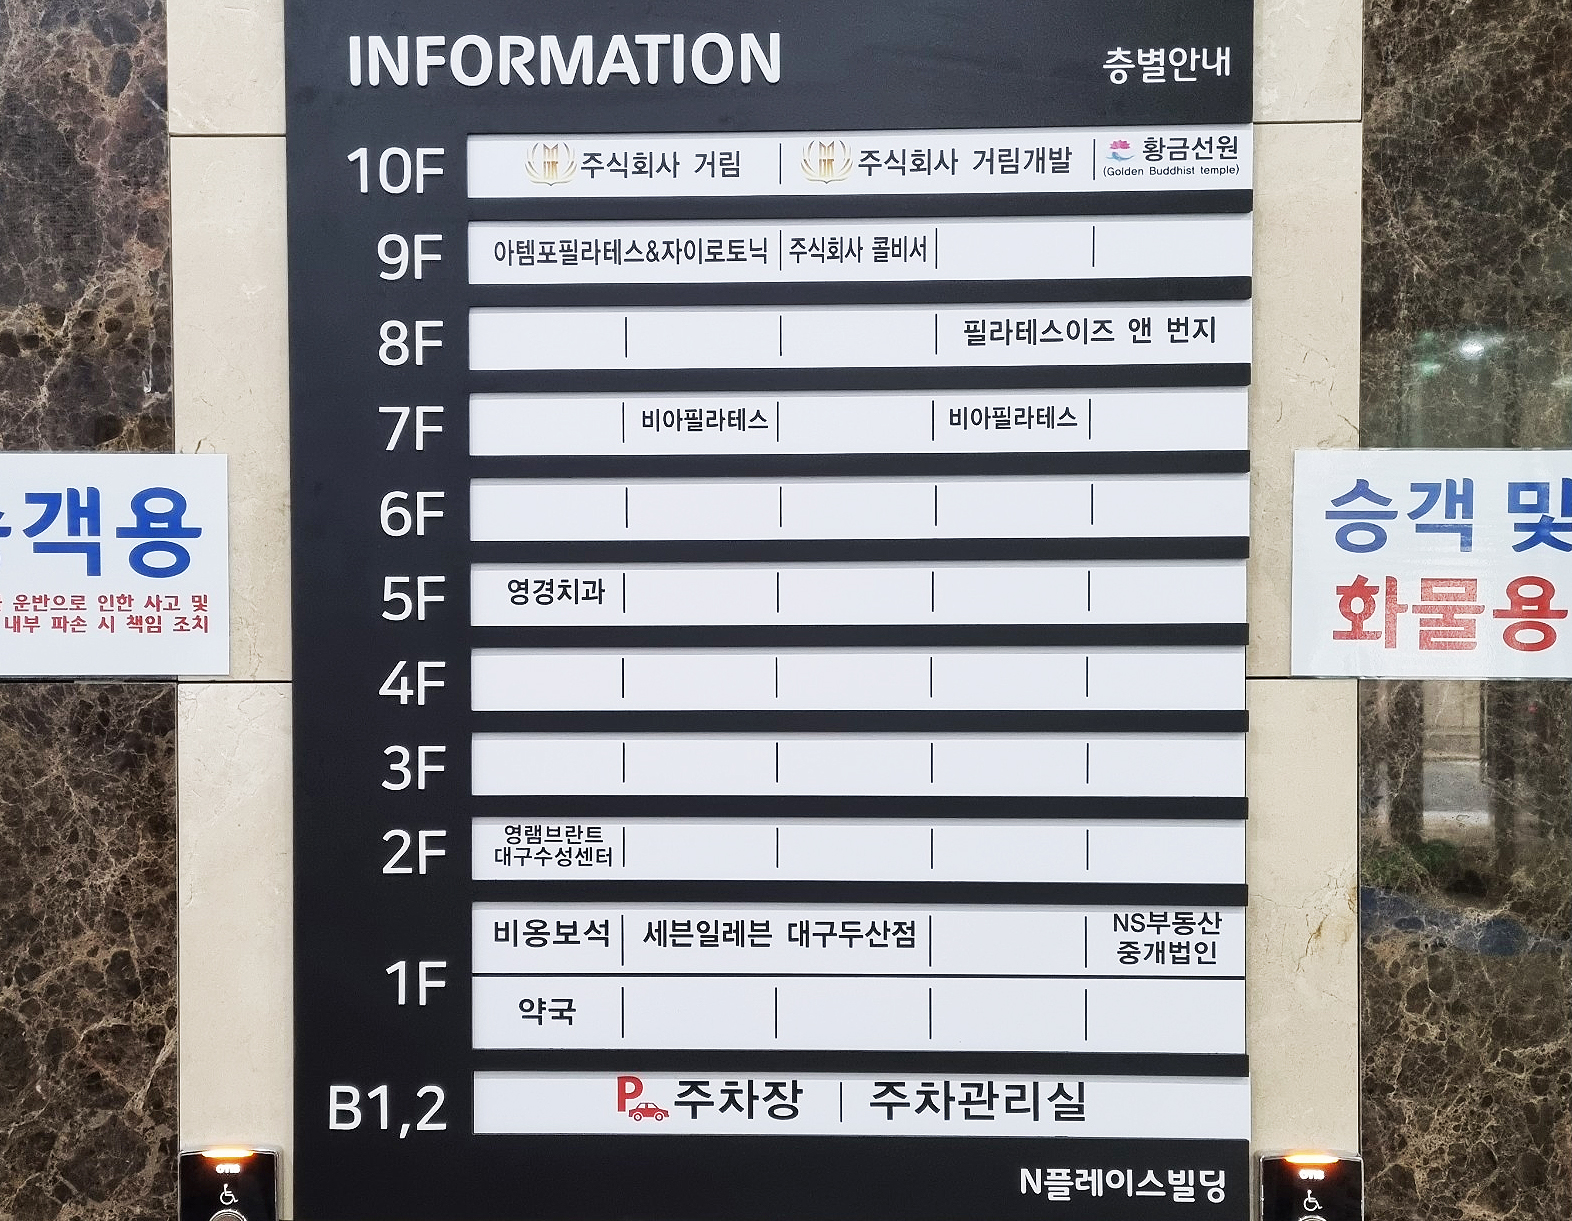 INFORMATION 층별안내
10F 주식회사 거림 주식회사 거림개발 황금선원
(Golden Buddhist temple)
9F 아템포필라테스&자이로토닉 주식회사 콜비서
8F 필라테스이즈 앤 번지
7F 비아필라테스 비아필라테스
6F
5F 영경치과
4F
3F
2F 영램브란트
대구수성센터
1F 비옹보석 세븐일레븐 대구두산점 NS부동산
중개법인
약국
B1,2 P 주차장 주차관리실
N플레이스빌딩
객용
운반으로 인한 사고 및
내부 파손 시 책임 조치
승객 및
화물용
OTIS
OTIS